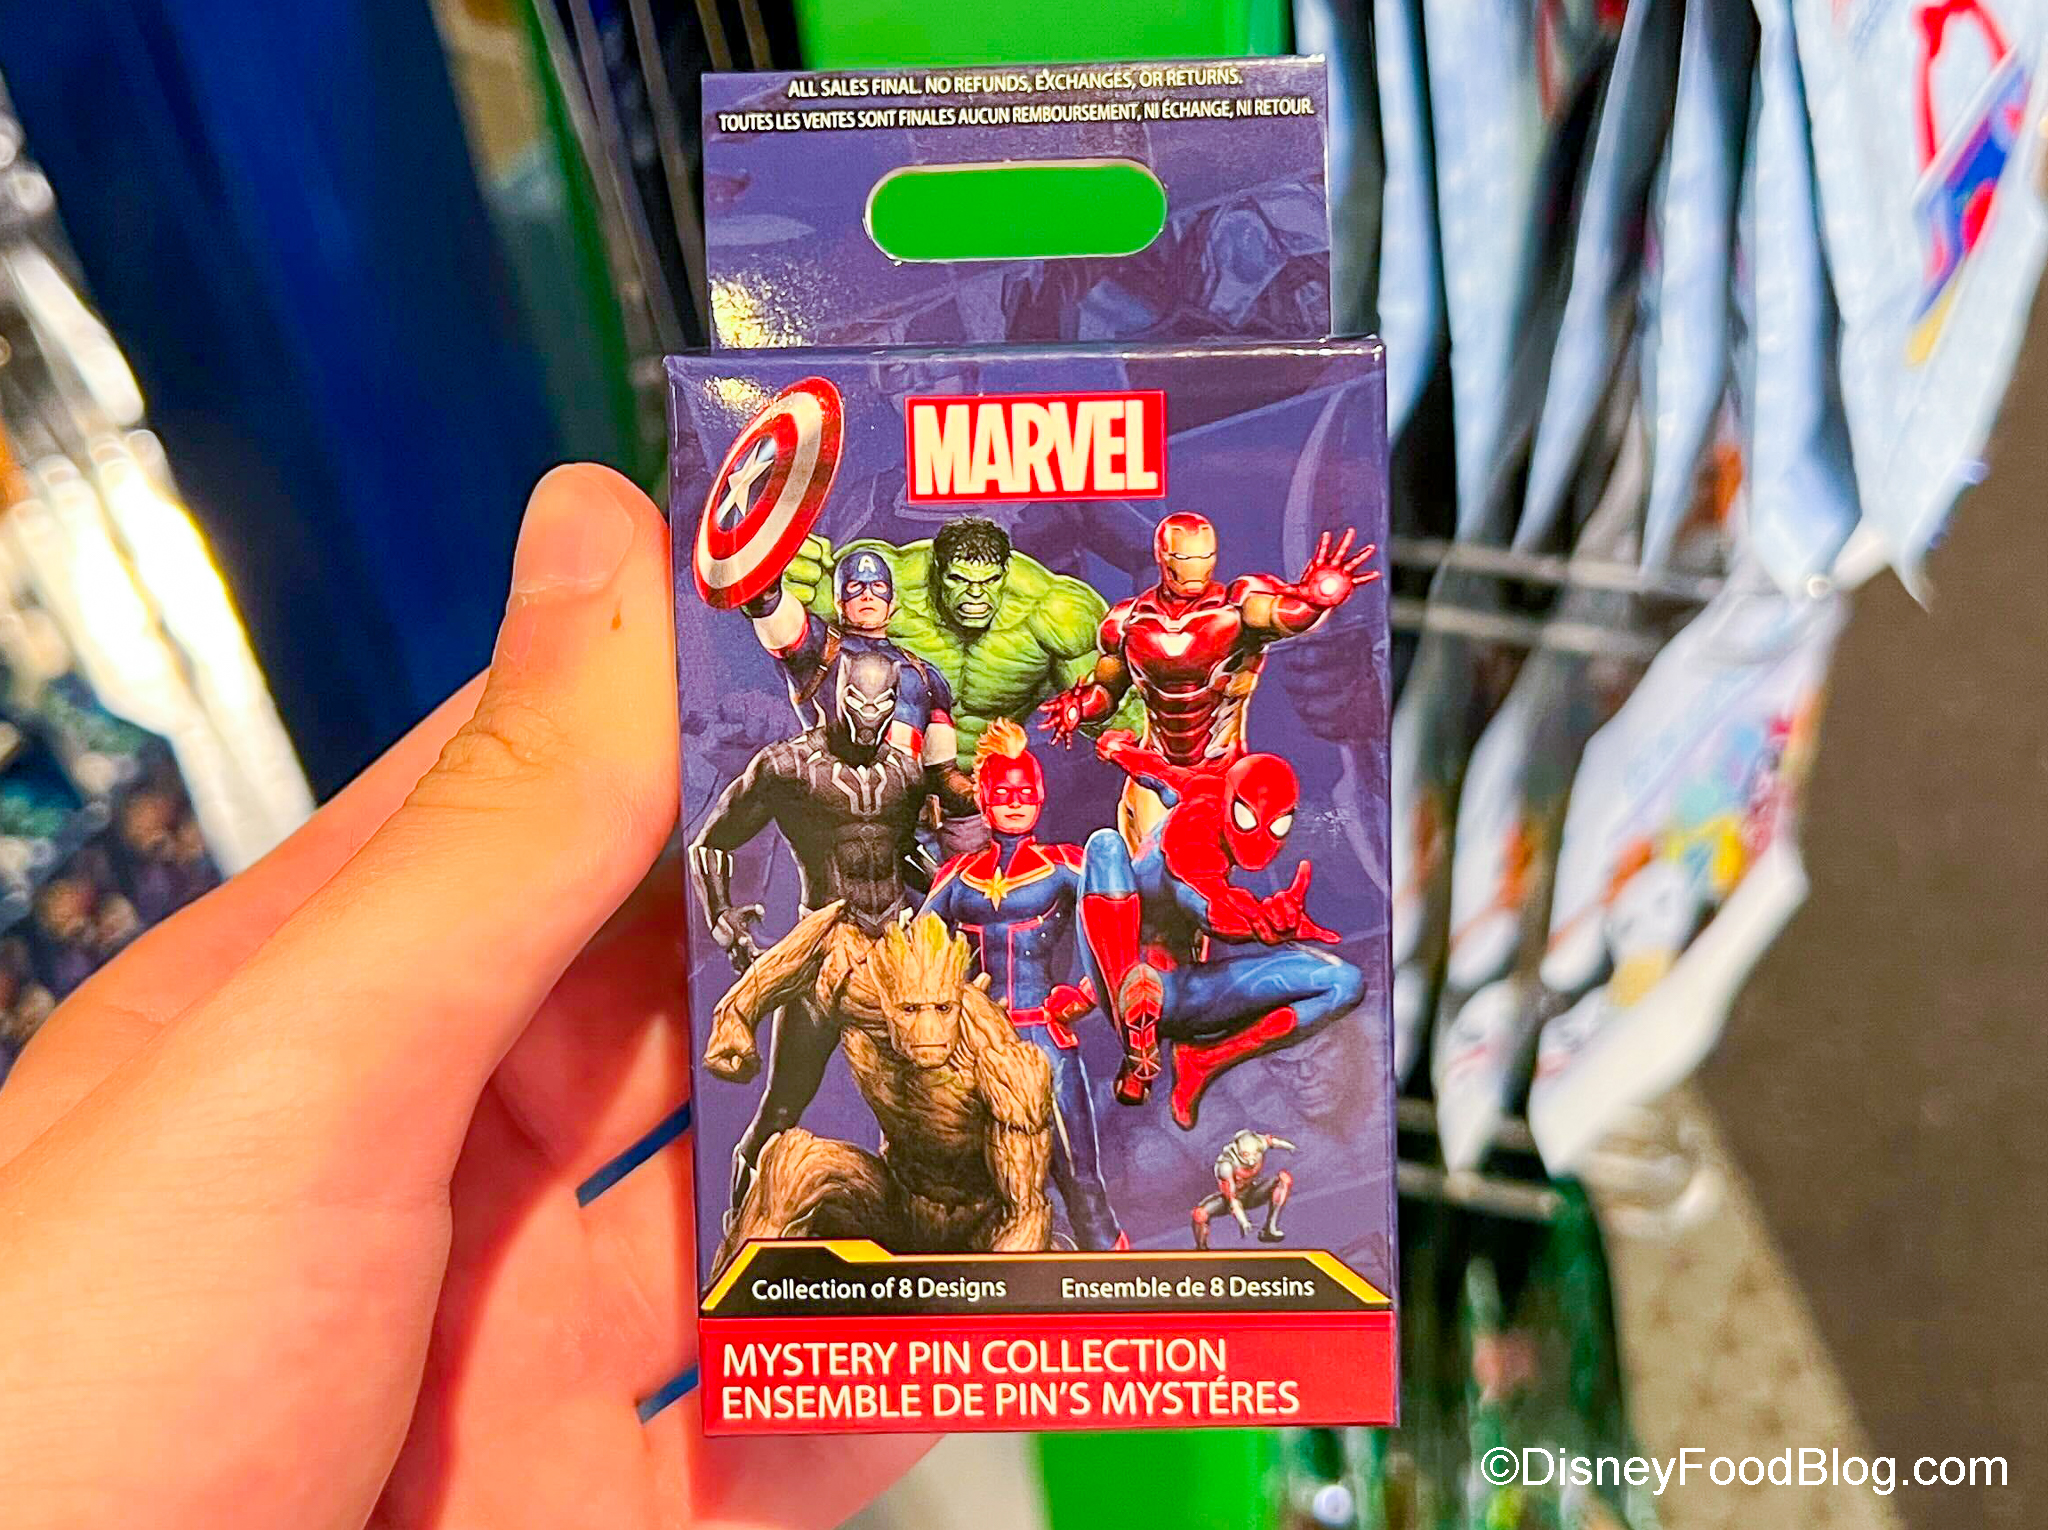 ALL SALES FINAL. NO REFUNDS, EXCHANGES, OR RETURNS.
TOUTES LES VENTES SONT FINALES AUCUN REMBOURSEMENT, NI ÉCHANGE, NI RETOUR.
MARVEL
A
Collection of 8 Designs
Ensemble de 8 Dessins
MYSTERY PIN COLLECTION
ENSEMBLE DE PIN'S MYSTÉRES
©DisneyFoodBlog.com